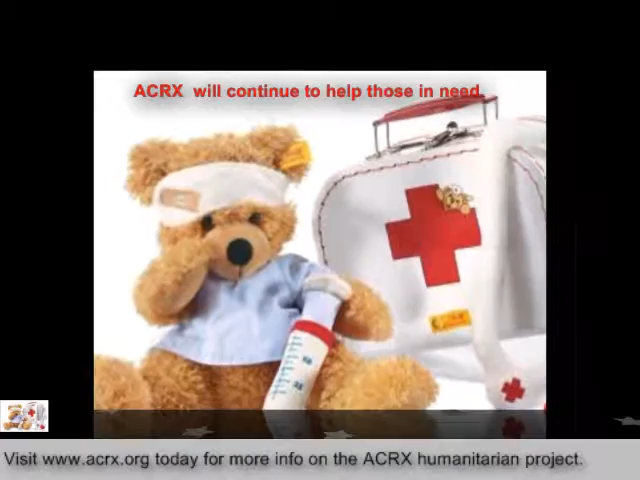 ACRX will continue to help those in need.
Visit www.acrx.org today for more info on the ACRX humanitarian project.